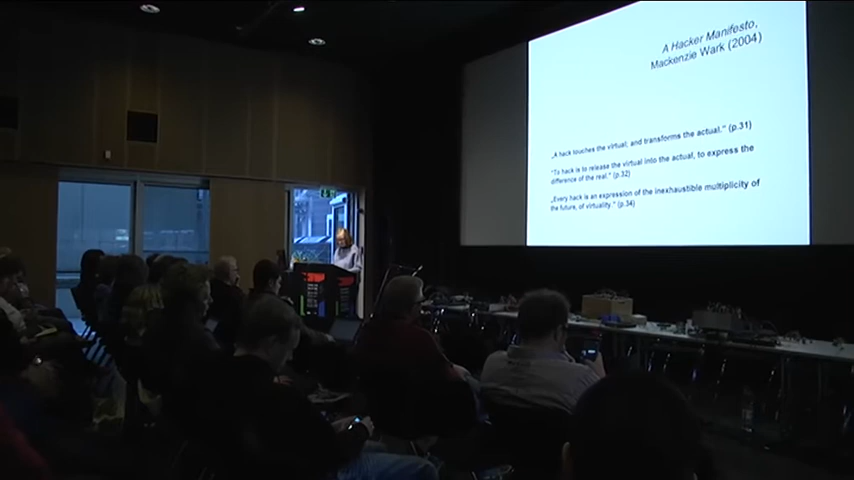 A Hacker Manifesto,
Mackenzie Wark (2004)
„A hack touches the virtual, and transforms the actual." (p.31)
"To hack is to release the virtual into the actual, to express the
difference of the real." (p.32)
„Every hack is an expression of the inexhaustible multiplicity of
the future, of virtuality." (p.34)